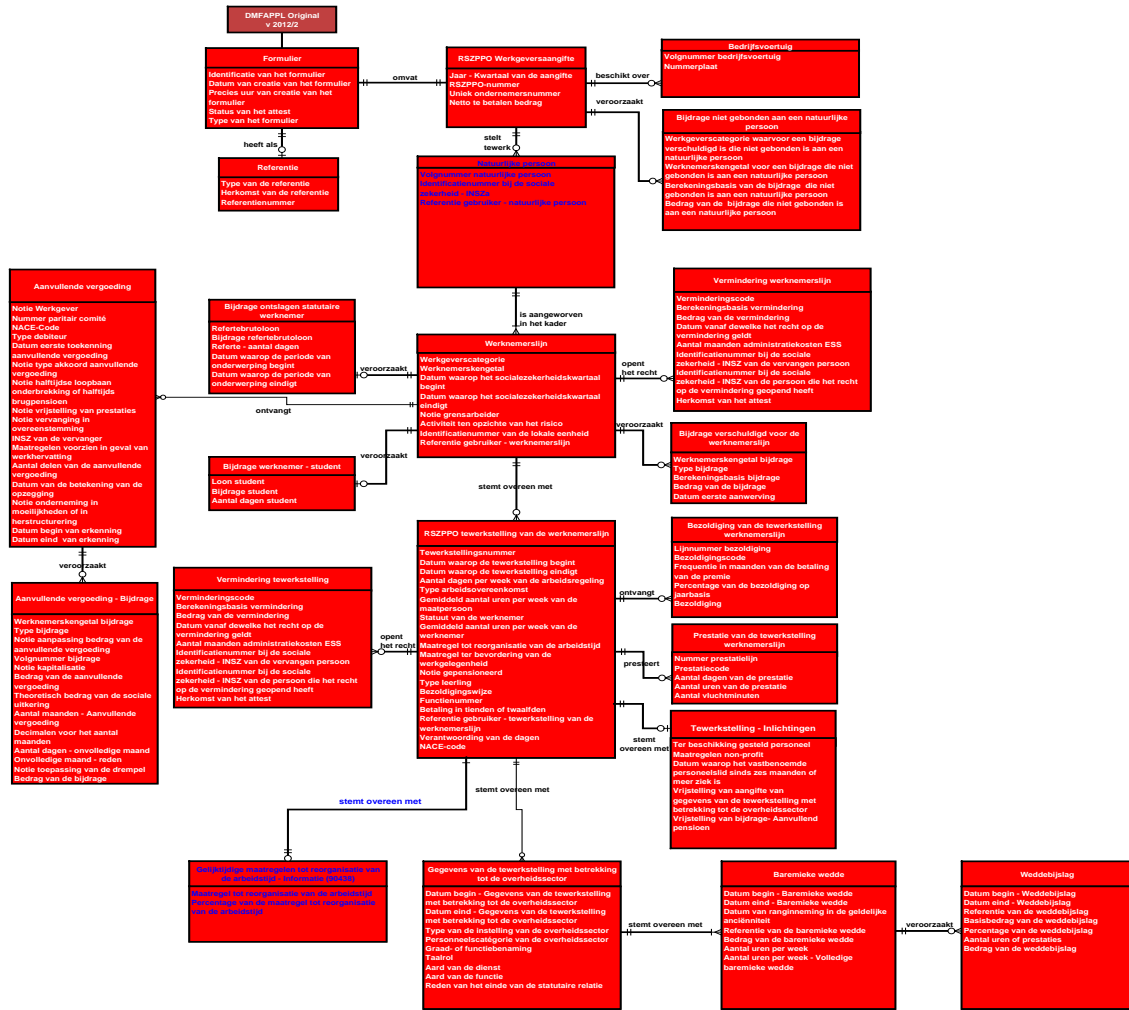 DMFAPPL Original
v 2012/2
Formulier
Identificatie van het formulier
Datum van creatie van het formulier
Precies uur van creatie van het
formulier
Status van het attest
Type van het formulier
omvat
RSZPPO Werkgeversaangifte
Jaar - Kwartaal van de aangifte
RSZPPO-nummer
Uniek ondernemersnummer
Netto te betalen bedrag
beschikt over
Bedrijfsvoertuig
Volgnummer bedrijfsvoertuig
Nummerplaat
veroorzaakt
Bijdrage niet gebonden aan een natuurlijke
persoon
Werkgeverscategorie waarvoor een bijdrage
verschuldigd is die niet gebonden is aan een
natuurlijke persoon
Werknemerskengetal voor een bijdrage die niet
gebonden is aan een natuurlijke persoon
Berekeningsbasis van de bijdrage die niet
gebonden is aan een natuurlijke persoon
Bedrag van de bijdrage die niet gebonden is
aan een natuurlijke persoon
heeft als
Referentie
Type van de referentie
Herkomst van de referentie
Referentienummer
stelt
tewerk
Natuurlijke persoon
Volgnummer natuurlijke persoon
Identificatienummer bij de sociale
zekerheid - INSZs
Referentie gebruiker - natuurlijke persoon
is aangeworven
in het kader
Aanvullende vergoeding
Notie Werkgever
Nummer paritair comité
NACE-Code
Type debiteur
Datum eerste toekenning
aanvullende vergoeding
Notie type akkoord aanvullende
vergoeding
Notie halftijdse loopbaan
onderbrekking of halftijds
brugpensioen
Notie vrijstelling van prestaties
Notie vervanging in
overeenstemming
INSZ van de vervanger
Maatregelen voorzien in geval van
werkhervatting
Aantal delen van de aanvullende
vergoeding
Datum van de betekening van de
opzegging
Notie onderneming in
moeilijkheden of in
herstructurering
Datum begin van erkenning
Datum eind van erkenning
Bijdrage ontslagen statutaire
werknemer
Refertebrutoloon
Bijdrage refertebrutoloon
Referte - aantal dagen
Datum waarop de periode van
onderwerping begint
Datum waarop de periode van
onderwerping eindigt
veroorzaakt
ontvangt
Werknemerslijn
Werkgeverscategorie
Werknemerskengetal
Datum waarop het socialezekerheidskwartaal
begint
Datum waarop het socialezekerheidskwartaal
eindigt
Notie grensarbeider
Activiteit ten opzichte van het risico
Identificatienummer van de lokale eenheid
Referentie gebruiker - werknemerslijn
opent
het recht
Vermindering werknemerslijn
Verminderingscode
Berekeningsbasis vermindering
Bedrag van de vermindering
Datum vanaf dewelke het recht op de
vermindering geldt
Aantal maanden administratiekosten ESS
Identificatienummer bij de sociale
zekerheid - INSZ van de vervangen persoon
Identificatienummer bij de sociale
zekerheid - INSZ van de persoon die het recht
op de vermindering geopend heeft
Herkomst van het attest
veroorzaakt
Bijdrage verschuldigd voor de
werknemerslijn
Werknemerskengetal bijdrage
Type bijdrage
Berekeningsbasis bijdrage
Bedrag van de bijdrage
Datum eerste aanwerving
veroorzaakt
Bijdrage werknemer - student
Loon student
Bijdrage student
Aantal dagen student
stemt overeen met
RSZPPO tewerkstelling van de werknemerslijn
Tewerkstellingsnummer
Datum waarop de tewerkstelling begint
Datum waarop de tewerkstelling eindigt
Aantal dagen per week van de arbeidsregeling
Type arbeidsovereenkomst
Gemiddeld aantal uren per week van de
maatpersoon
Statuut van de werknemer
Gemiddeld aantal uren per week van de
werknemer
Maatregel tot reorganisatie van de arbeidstijd
Maatregel ter bevordering van de
werkgelegenheid
Notie gepensioneerd
Type leerling
Bezoldigingswijze
Functienummer
Betaling in tienden of twaalfden
Referentie gebruiker - tewerkstelling van de
werknemerslijn
Verantwoording van de dagen
NACE-code
ontvangt
Bezoldiging van de tewerkstelling
werknemerslijn
Lijnnummer bezoldiging
Bezoldigingscode
Frequentie in maanden van de betaling
van de premie
Percentage van de bezoldiging op
jaarbasis
Bezoldiging
presteert
Prestatie van de tewerkstelling
werknemerslijn
Nummer prestatielijn
Prestatiecode
Aantal dagen van de prestatie
Aantal uren van de prestatie
Aantal vluchtminuten
stemt
overeen met
Tewerkstelling - Inlichtingen
Ter beschikking gesteld personeel
Maatregelen non-profit
Datum waarop het vastbenoemde
personeelslid sinds zes maanden of
meer ziek is
Vrijstelling van aangifte van
gegevens van de tewerkstelling met
betrekking tot de overheidssector
Vrijstelling van bijdrage- Aanvullend
pensioen
veroorzaakt
Aanvullende vergoeding - Bijdrage
Werknemerskengetal bijdrage
Type bijdrage
Notie aanpassing bedrag van de
aanvullende vergoeding
Volgnummer bijdrage
Notie kapitalisatie
Bedrag van de aanvullende
vergoeding
Theoretisch bedrag van de sociale
uitkering
Aantal maanden - Aanvullende
vergoeding
Decimalen voor het aantal
maanden
Aantal dagen - onvolledige maand
Onvolledige maand - reden
Notie toepassing van de drempel
Bedrag van de bijdrage
Vermindering tewerkstelling
Verminderingscode
Berekeningsbasis vermindering
Bedrag van de vermindering
Datum vanaf dewelke het recht op de
vermindering geldt
Aantal maanden administratiekosten ESS
Identificatienummer bij de sociale
zekerheid - INSZ van de vervangen persoon
Identificatienummer bij de sociale
zekerheid - INSZ van de persoon die het recht
op de vermindering geopend heeft
Herkomst van het attest
opent
het recht
stemt overeen met
stemt overeen met
Gelijktijdige maatregelen tot reorganisatie van
de arbeidstijd - Informatie (90438)
Maatregel tot reorganisatie van de arbeidstijd
Percentage van de maatregel tot reorganisatie
van de arbeidstijd
Gegevens van de tewerkstelling met betrekking
tot de overheidssector
Datum begin - Gegevens van de tewerkstelling
met betrekking tot de overheidssector
Datum eind - Gegevens van de tewerkstelling
met betrekking tot de overheidssector
Type van de instelling van de overheidssector
Personneelscatégorie van de overheidssector
Graad- of functiebenaming
Taalrol
Aard van de dienst
Aard van de functie
Reden van het einde van de statutaire relatie
stemt overeen met
Baremieke wedde
Datum begin - Baremieke wedde
Datum eind - Baremieke wedde
Datum van ranginneming in de geldelijke
anciënniteit
Referentie van de baremieke wedde
Bedrag van de baremieke wedde
Aantal uren per week
Aantal uren per week - Volledige
baremieke wedde
veroorzaakt
Weddebijslag
Datum begin - Weddebijslag
Datum eind - Weddebijslag
Referentie van de weddebijslag
Basisbedrag van de weddebijslag
Percentage van de weddebijslag
Aantal uren of prestaties
Bedrag van de weddebijslag